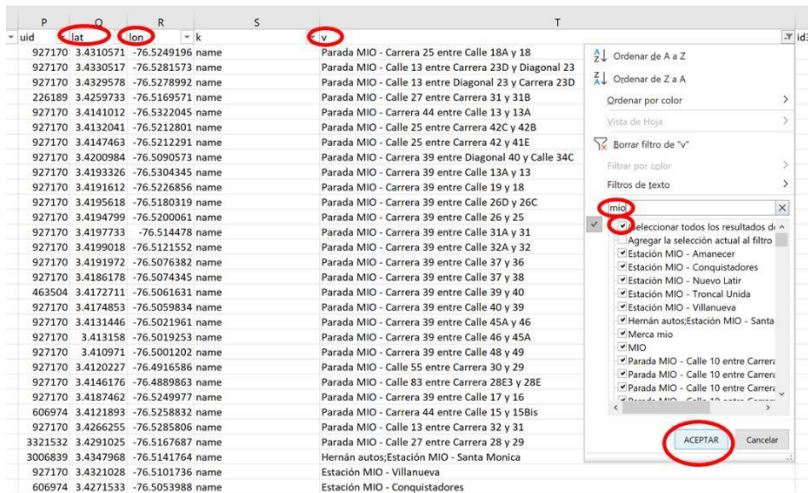 P Q R S T
uid lat lon k v id3
927170 3.4310571 -76.5249196 name Parada MIO - Carrera 25 entre Calle 18A y 18
927170 3.4330517 -76.5281573 name Parada MIO - Calle 13 entre Carrera 23D y Diagonal 23
927170 3.4329578 -76.5278992 name Parada MIO - Calle 13 entre Diagonal 23 y Carrera 23D
226189 3.4259733 -76.5169571 name Parada MIO - Calle 27 entre Carrera 31 y 31B
927170 3.4141012 -76.5322045 name Parada MIO - Carrera 44 entre Calle 13 y 13A
927170 3.4132041 -76.5212801 name Parada MIO - Calle 25 entre Carrera 42C y 42B
927170 3.4147463 -76.5212291 name Parada MIO - Calle 25 entre Carrera 42 y 41E
927170 3.4200984 -76.5090573 name Parada MIO - Carrera 39 entre Diagonal 40 y Calle 34C
927170 3.4193326 -76.5304345 name Parada MIO - Carrera 39 entre Calle 13A y 13
927170 3.4191612 -76.5226856 name Parada MIO - Carrera 39 entre Calle 19 y 18
927170 3.4195618 -76.5180319 name Parada MIO - Carrera 39 entre Calle 26D y 26C
927170 3.4194799 -76.5200061 name Parada MIO - Carrera 39 entre Calle 26 y 25
927170 3.4197733 -76.514478 name Parada MIO - Carrera 39 entre Calle 31A y 31
927170 3.4199018 -76.5121552 name Parada MIO - Carrera 39 entre Calle 32A y 32
927170 3.4191972 -76.5076382 name Parada MIO - Carrera 39 entre Calle 37 y 36
927170 3.4186178 -76.5074345 name Parada MIO - Carrera 39 entre Calle 37 y 38
463504 3.4172711 -76.5061631 name Parada MIO - Carrera 39 entre Calle 39 y 40
927170 3.4174853 -76.5059834 name Parada MIO - Carrera 39 entre Calle 40 y 39
927170 3.4131446 -76.5021961 name Parada MIO - Carrera 39 entre Calle 45A y 46
927170 3.413158 -76.5019253 name Parada MIO - Carrera 39 entre Calle 46 y 45A
927170 3.410971 -76.5001202 name Parada MIO - Carrera 39 entre Calle 48 y 49
927170 3.4120227 -76.4916586 name Parada MIO - Calle 55 entre Carrera 30 y 29
927170 3.4146176 -76.4889863 name Parada MIO - Calle 83 entre Carrera 28E3 y 28E
927170 3.4187462 -76.5249977 name Parada MIO - Carrera 39 entre Calle 17 y 16
606974 3.4121893 -76.5258832 name Parada MIO - Carrera 44 entre Calle 15 y 15Bis
927170 3.4266255 -76.5285806 name Parada MIO - Calle 13 entre Carrera 32 y 31
3321532 3.4291025 -76.5167687 name Parada MIO - Calle 27 entre Carrera 28 y 29
3006839 3.4347968 -76.5141764 name Hernán autos;Estación MIO - Santa Monica
927170 3.4321028 -76.5101736 name Estación MIO - Villanueva
606974 3.4271533 -76.5053988 name Estación MIO - Conquistadores
Ordenar de A a Z
Ordenar de Z a A
Ordenar por color
Vista de Hoja
Borrar filtro de "v"
Filtrar por color
Filtros de texto
mio
Seleccionar todos los resultados de
Agregar la selección actual al filtro
Estación MIO - Amanecer
Estación MIO - Conquistadores
Estación MIO - Nuevo Latir
Estación MIO - Troncal Unida
Estación MIO - Villanueva
Hernán autos;Estación MIO - Santa
Merca mio
MIO
Parada MIO - Calle 10 entre Carrera
Parada MIO - Calle 10 entre Carrera
Parada MIO - Calle 10 entre Carrera
ACEPTAR Cancelar